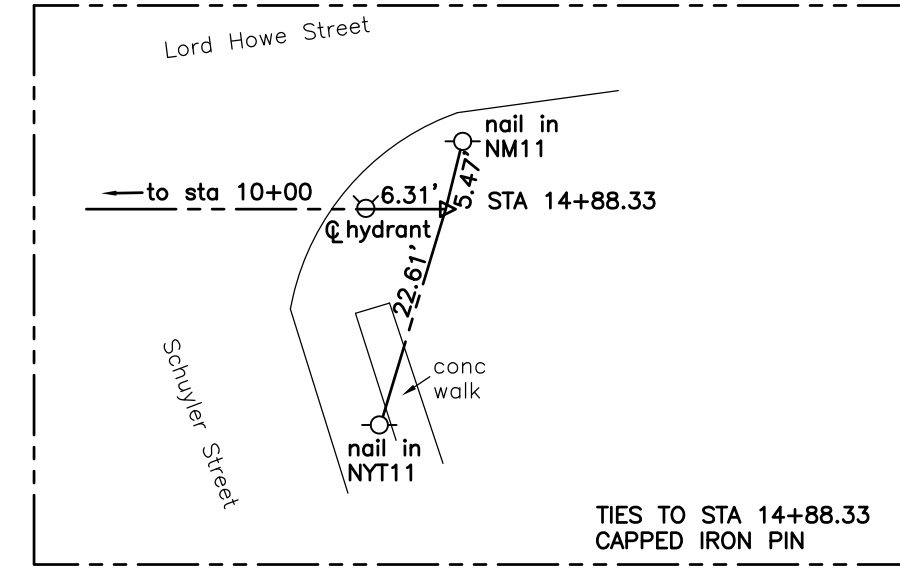 Lord Howe Street
nail in
NM11
to sta 10+00
6.31'
5.47'
STA 14+88.33
℄ hydrant
22.61'
Schuyler Street
conc
walk
nail in
NYT11
TIES TO STA 14+88.33
CAPPED IRON PIN